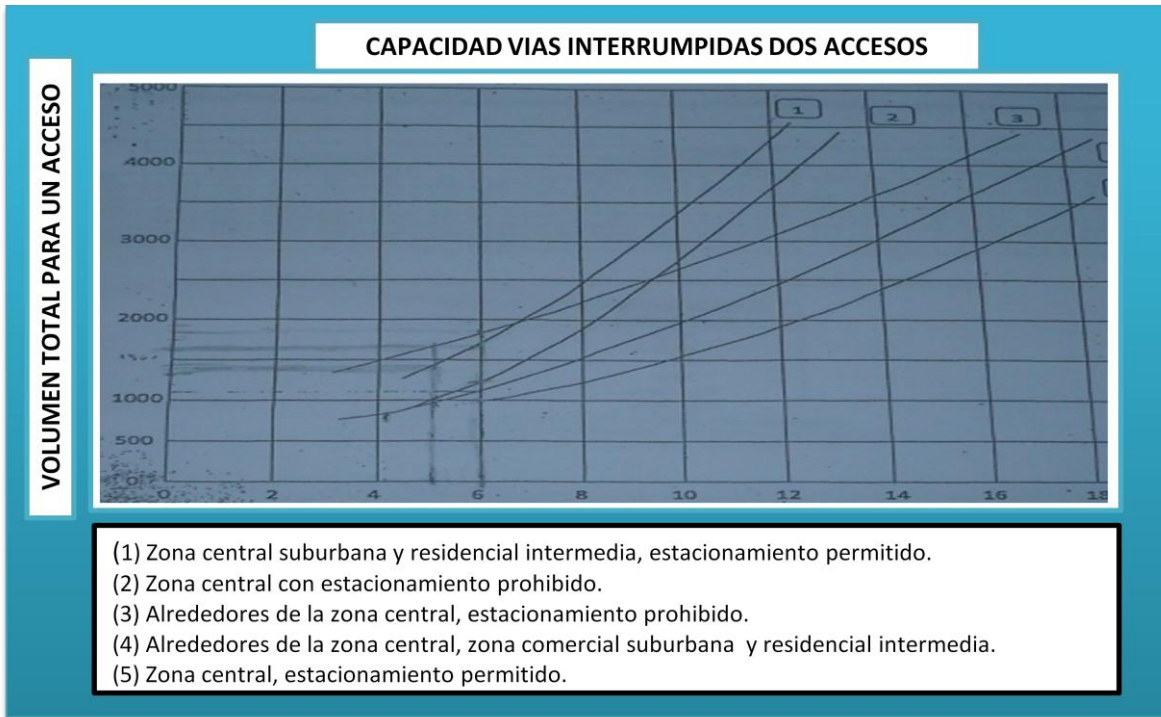 CAPACIDAD VIAS INTERRUMPIDAS DOS ACCESOS
VOLUMEN TOTAL PARA UN ACCESO
5000
4000
3000
2000
1000
500
0
0 2 4 6 8 10 12 14 16 18
1
2
3
(1) Zona central suburbana y residencial intermedia, estacionamiento permitido.
(2) Zona central con estacionamiento prohibido.
(3) Alrededores de la zona central, estacionamiento prohibido.
(4) Alrededores de la zona central, zona comercial suburbana y residencial intermedia.
(5) Zona central, estacionamiento permitido.